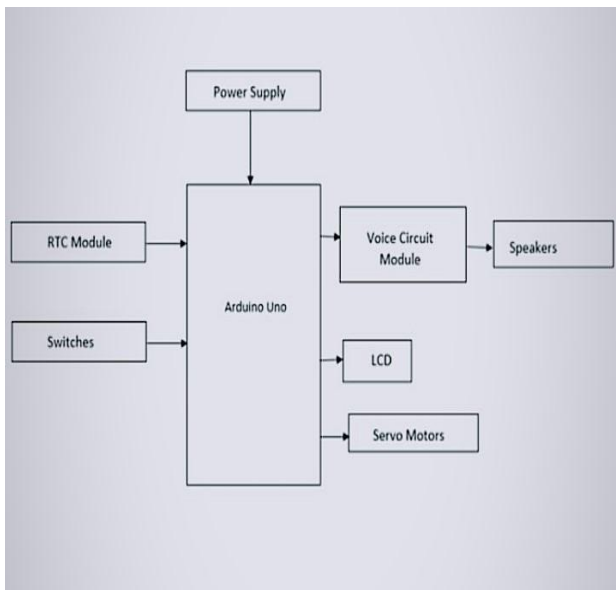 Power Supply
RTC Module
Voice Circuit
Module
Speakers
Arduino Uno
Switches
LCD
Servo Motors